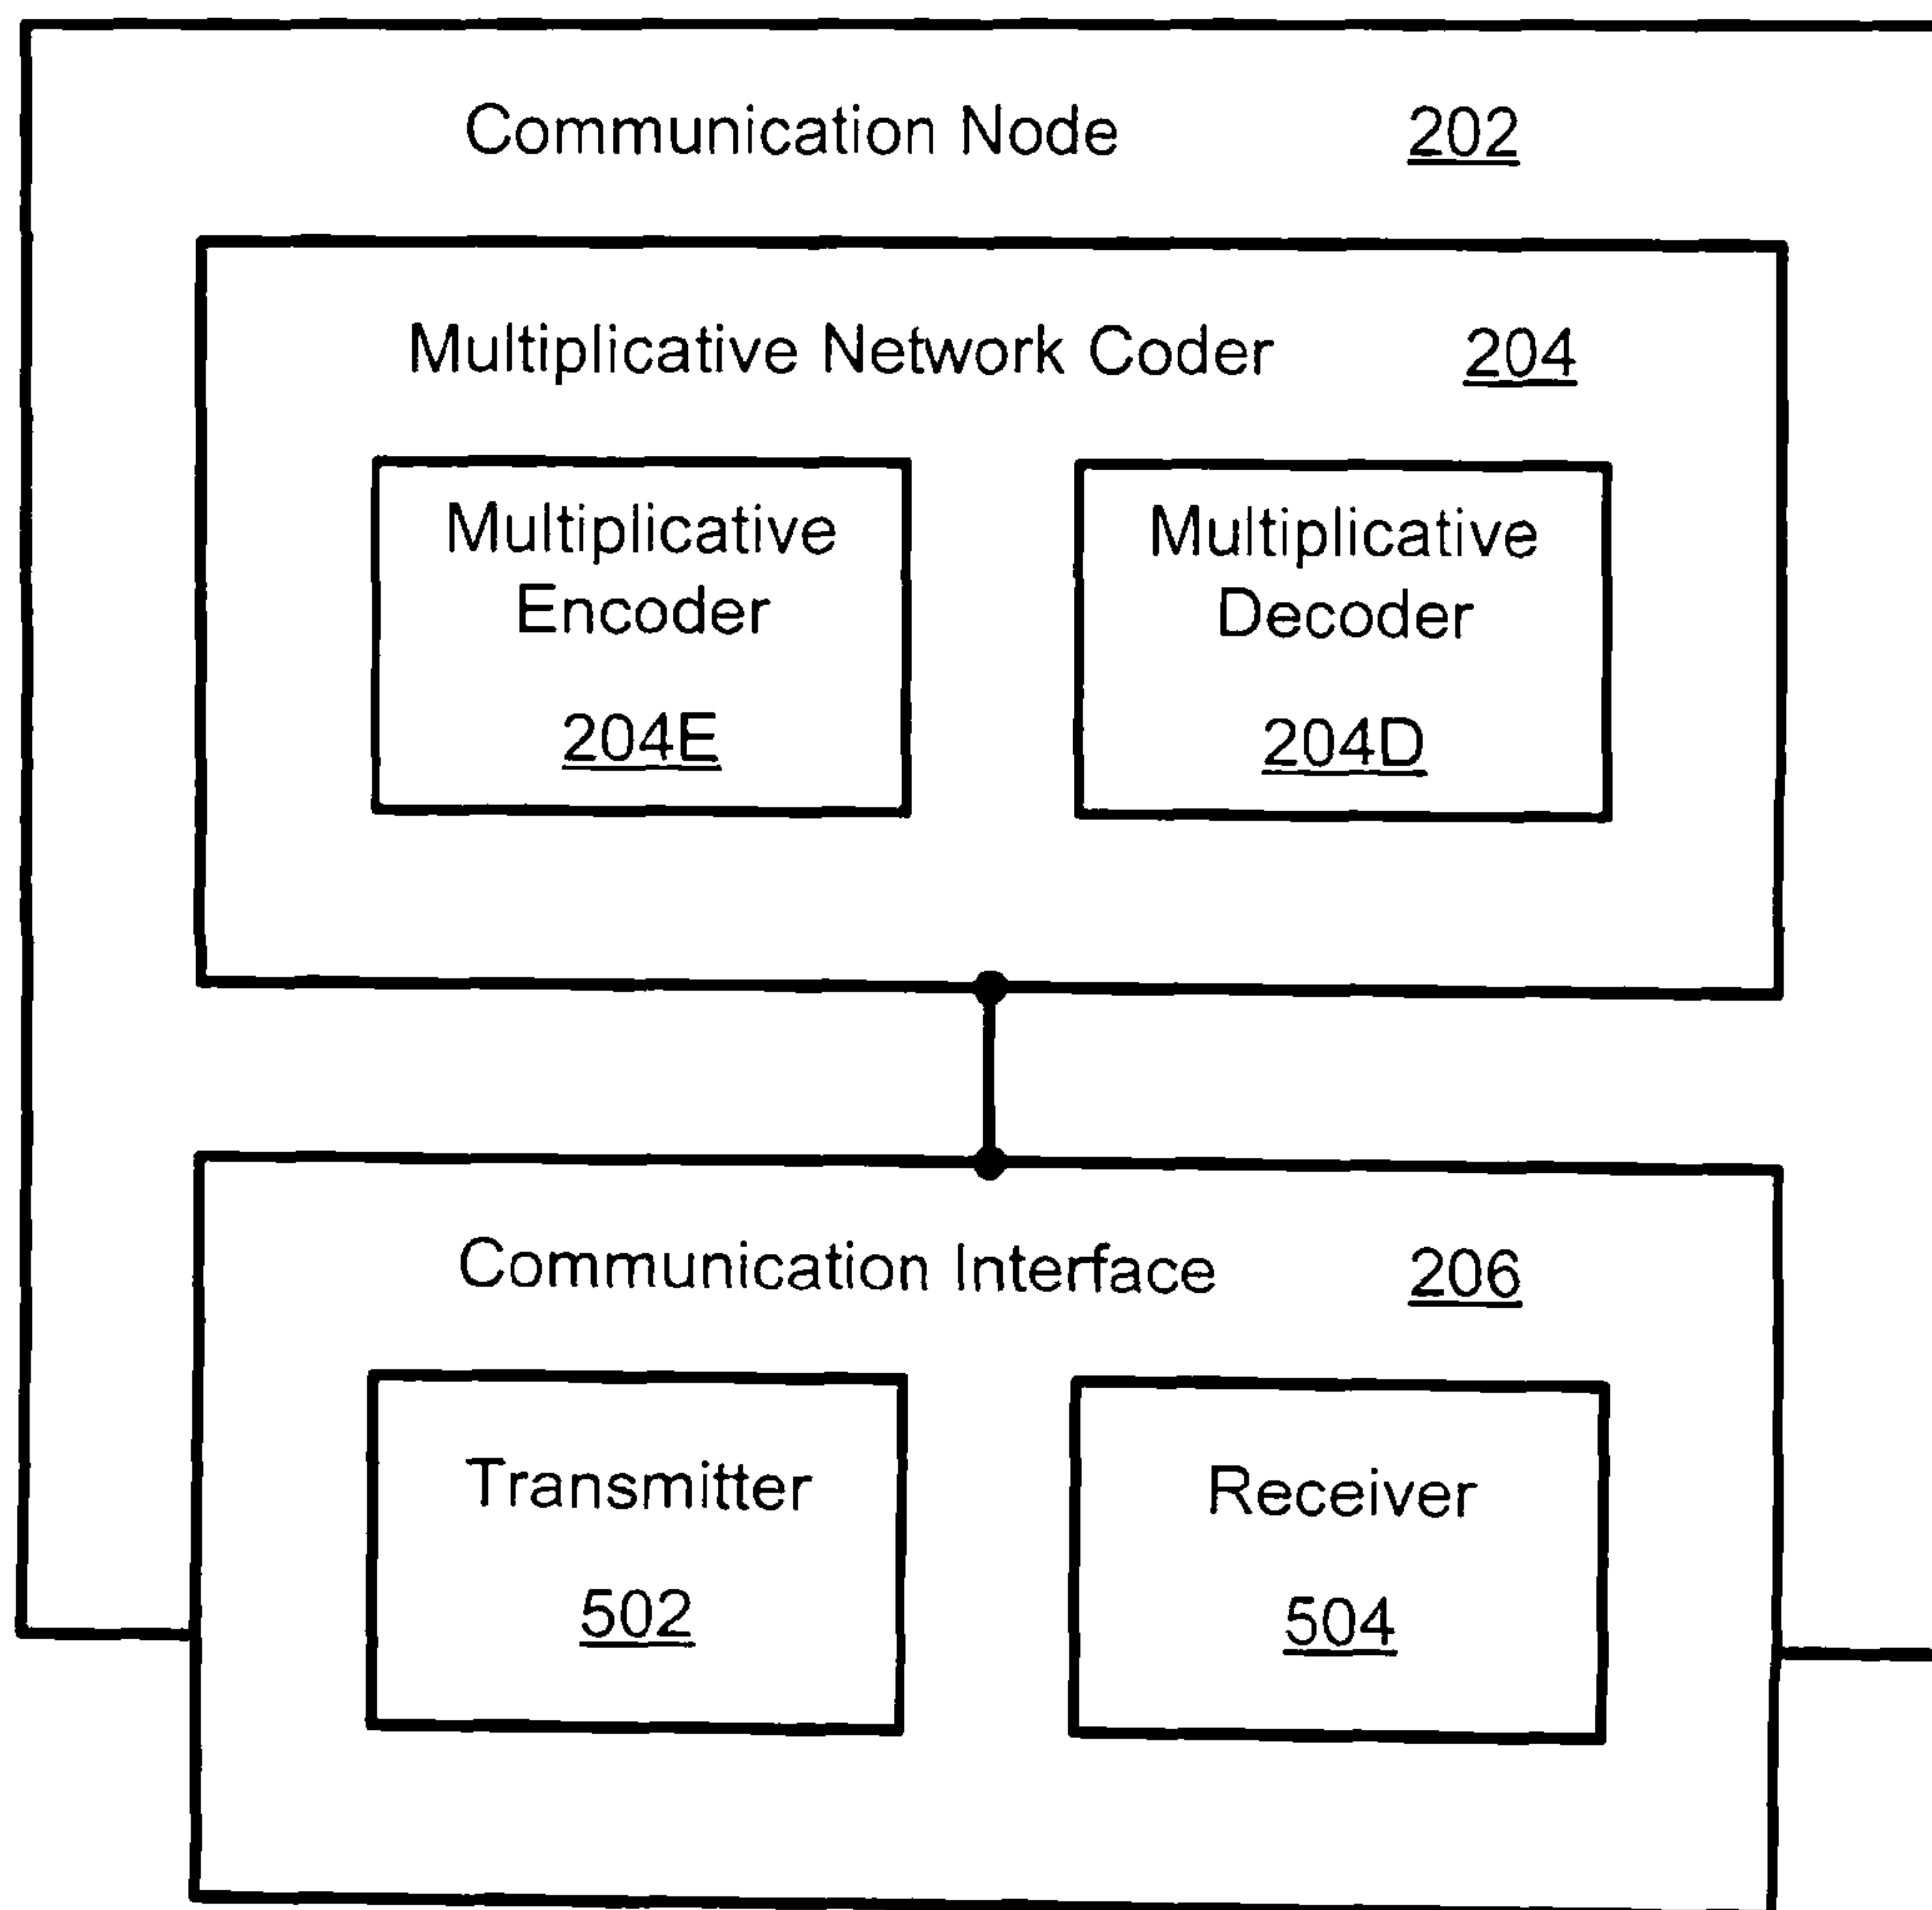 Communication Node 202
Multiplicative Network Coder 204
Multiplicative
Encoder
204E
Multiplicative
Decoder
204D
Communication Interface 206
Transmitter
502
Receiver
504